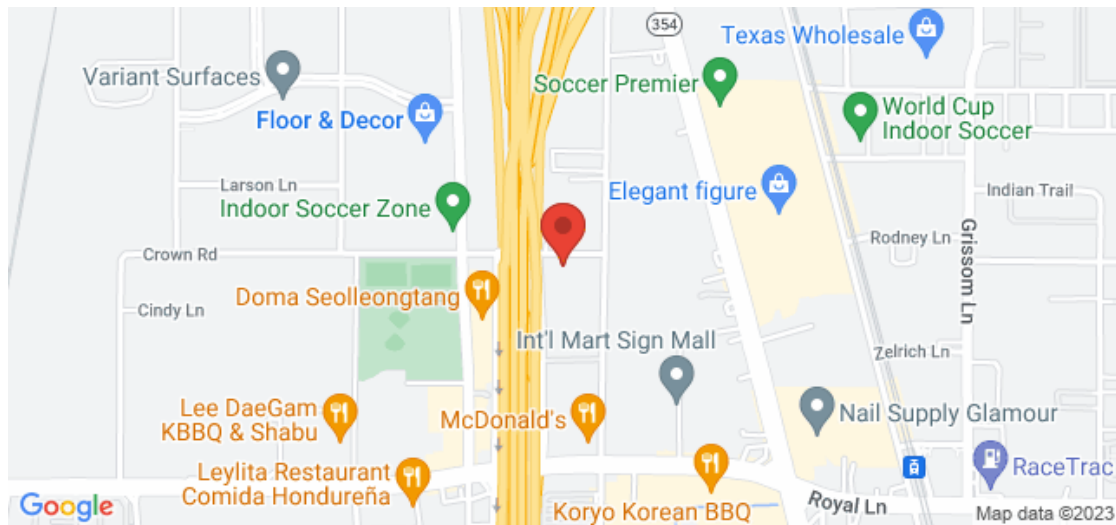 354
Texas Wholesale
Variant Surfaces
Soccer Premier
World Cup
Indoor Soccer
Floor & Decor
Larson Ln
Elegant figure
Indian Trail
Indoor Soccer Zone
Grissom Ln
Rodney Ln
Crown Rd
Doma Seolleongtang
Cindy Ln
Int'l Mart Sign Mall
Zelrich Ln
Lee DaeGam
KBBQ & Shabu
McDonald's
Nail Supply Glamour
Leylita Restaurant
Comida Hondureña
RaceTrac
Google
Koryo Korean BBQ
Royal Ln
Map data ©2023